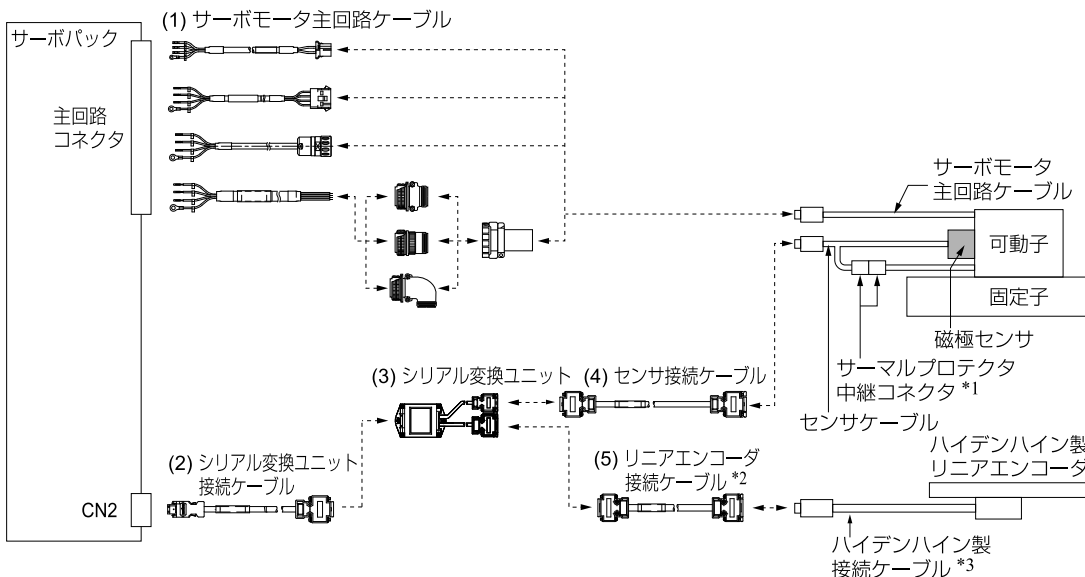 (1) サーボモータ主回路ケーブル
サーボパック
主回路
コネクタ
サーボモータ
主回路ケーブル
可動子
固定子
磁極センサ
サーマルプロテクタ
中継コネクタ *1
センサケーブル
(3) シリアル変換ユニット
(4) センサ接続ケーブル
(2) シリアル変換ユニット
接続ケーブル
CN2
(5) リニアエンコーダ
接続ケーブル *2
ハイデンハイン製
リニアエンコーダ
ハイデンハイン製
接続ケーブル *3